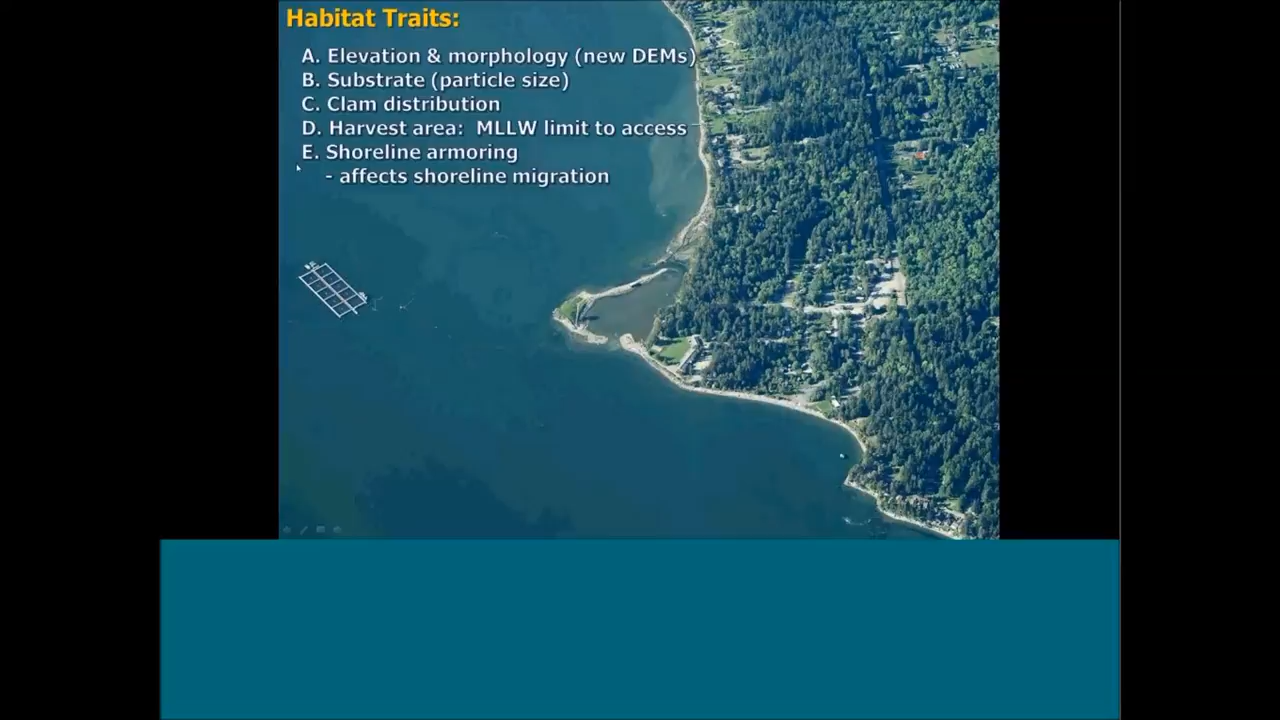 Habitat Traits:
A. Elevation & morphology (new DEMs)
B. Substrate (particle size)
C. Clam distribution
D. Harvest area: MLLW limit to access
E. Shoreline armoring
- affects shoreline migration